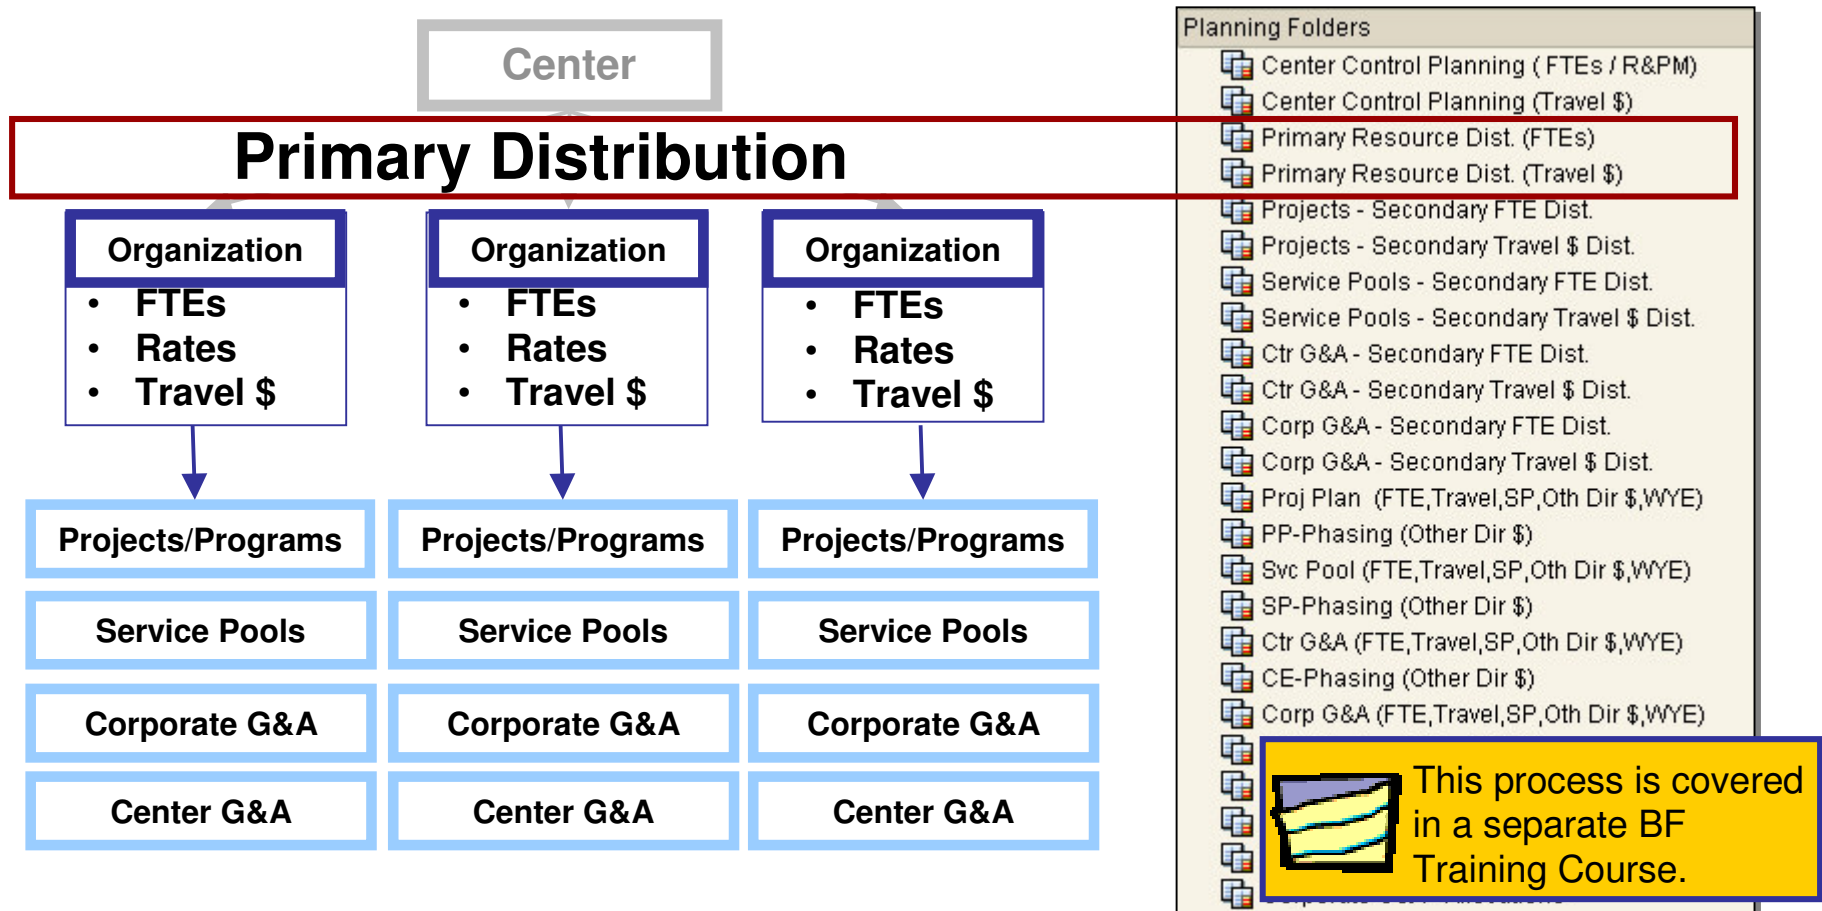 Center
Primary Distribution
Organization
• FTEs
• Rates
• Travel $
Organization
• FTEs
• Rates
• Travel $
Organization
• FTEs
• Rates
• Travel $
Projects/Programs
Service Pools
Corporate G&A
Center G&A
Projects/Programs
Service Pools
Corporate G&A
Center G&A
Projects/Programs
Service Pools
Corporate G&A
Center G&A
Planning Folders
Center Control Planning ( FTEs / R&PM)
Center Control Planning (Travel $)
Primary Resource Dist. (FTEs)
Primary Resource Dist. (Travel $)
Projects - Secondary FTE Dist.
Projects - Secondary Travel $ Dist.
Service Pools - Secondary FTE Dist.
Service Pools - Secondary Travel $ Dist.
Ctr G&A - Secondary FTE Dist.
Ctr G&A - Secondary Travel $ Dist.
Corp G&A - Secondary FTE Dist.
Corp G&A - Secondary Travel $ Dist.
Proj Plan (FTE,Travel,SP,Oth Dir $,WYE)
PP-Phasing (Other Dir $)
Svc Pool (FTE,Travel,SP,Oth Dir $,WYE)
SP-Phasing (Other Dir $)
Ctr G&A (FTE,Travel,SP,Oth Dir $,WYE)
CE-Phasing (Other Dir $)
Corp G&A (FTE,Travel,SP,Oth Dir $,WYE)
This process is covered
in a separate BF
Training Course.